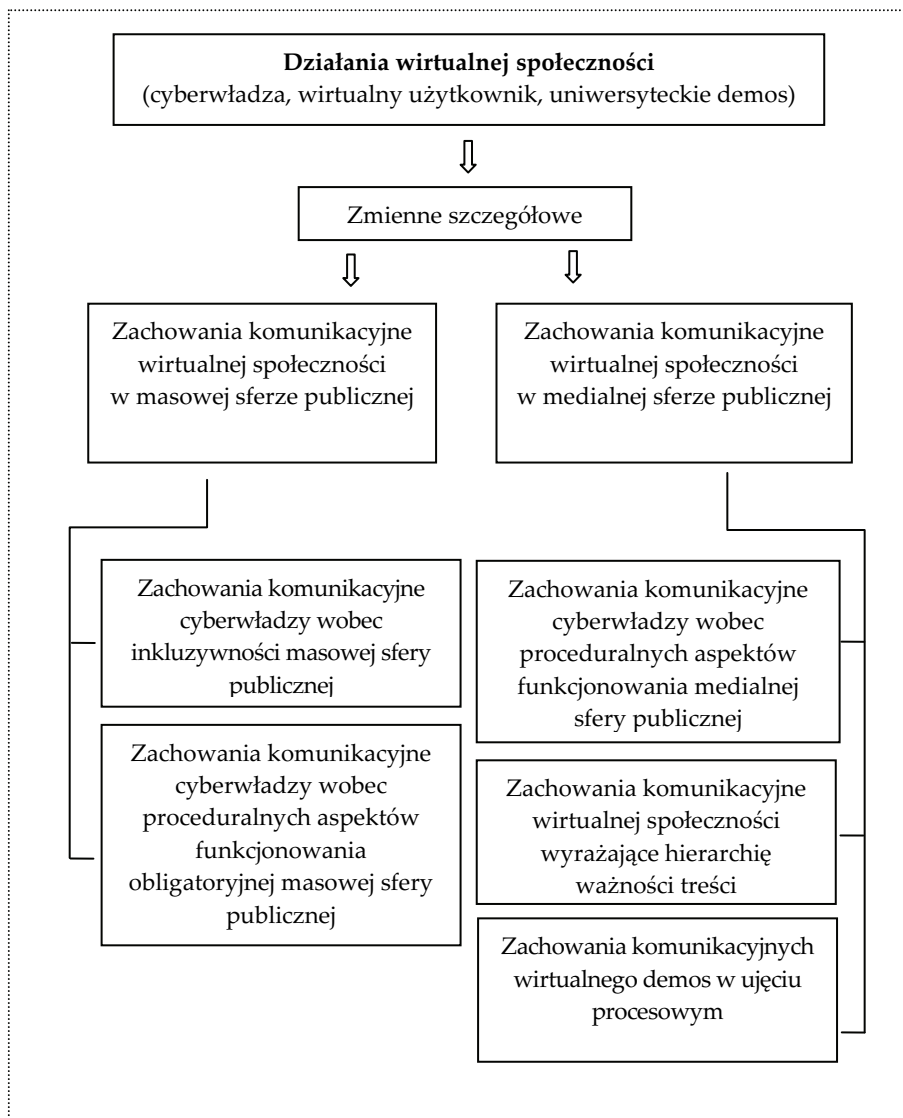 Działania wirtualnej społeczności
(cyberwładza, wirtualny użytkownik, uniwersyteckie demos)
Zmienne szczegółowe
Zachowania komunikacyjne
wirtualnej społeczności
w masowej sferze publicznej
Zachowania komunikacyjne
wirtualnej społeczności
w medialnej sferze publicznej
Zachowania komunikacyjne
cyberwładzy wobec
inkluzywności masowej sfery
publicznej
Zachowania komunikacyjne
cyberwładzy wobec
proceduralnych aspektów
funkcjonowania
obligatoryjnej masowej sfery
publicznej
Zachowania komunikacyjne
cyberwładzy wobec
proceduralnych aspektów
funkcjonowania medialnej
sfery publicznej
Zachowania komunikacyjne
wirtualnej społeczności
wyrażające hierarchię
ważności treści
Zachowania komunikacyjnych
wirtualnego demos w ujęciu
procesowym